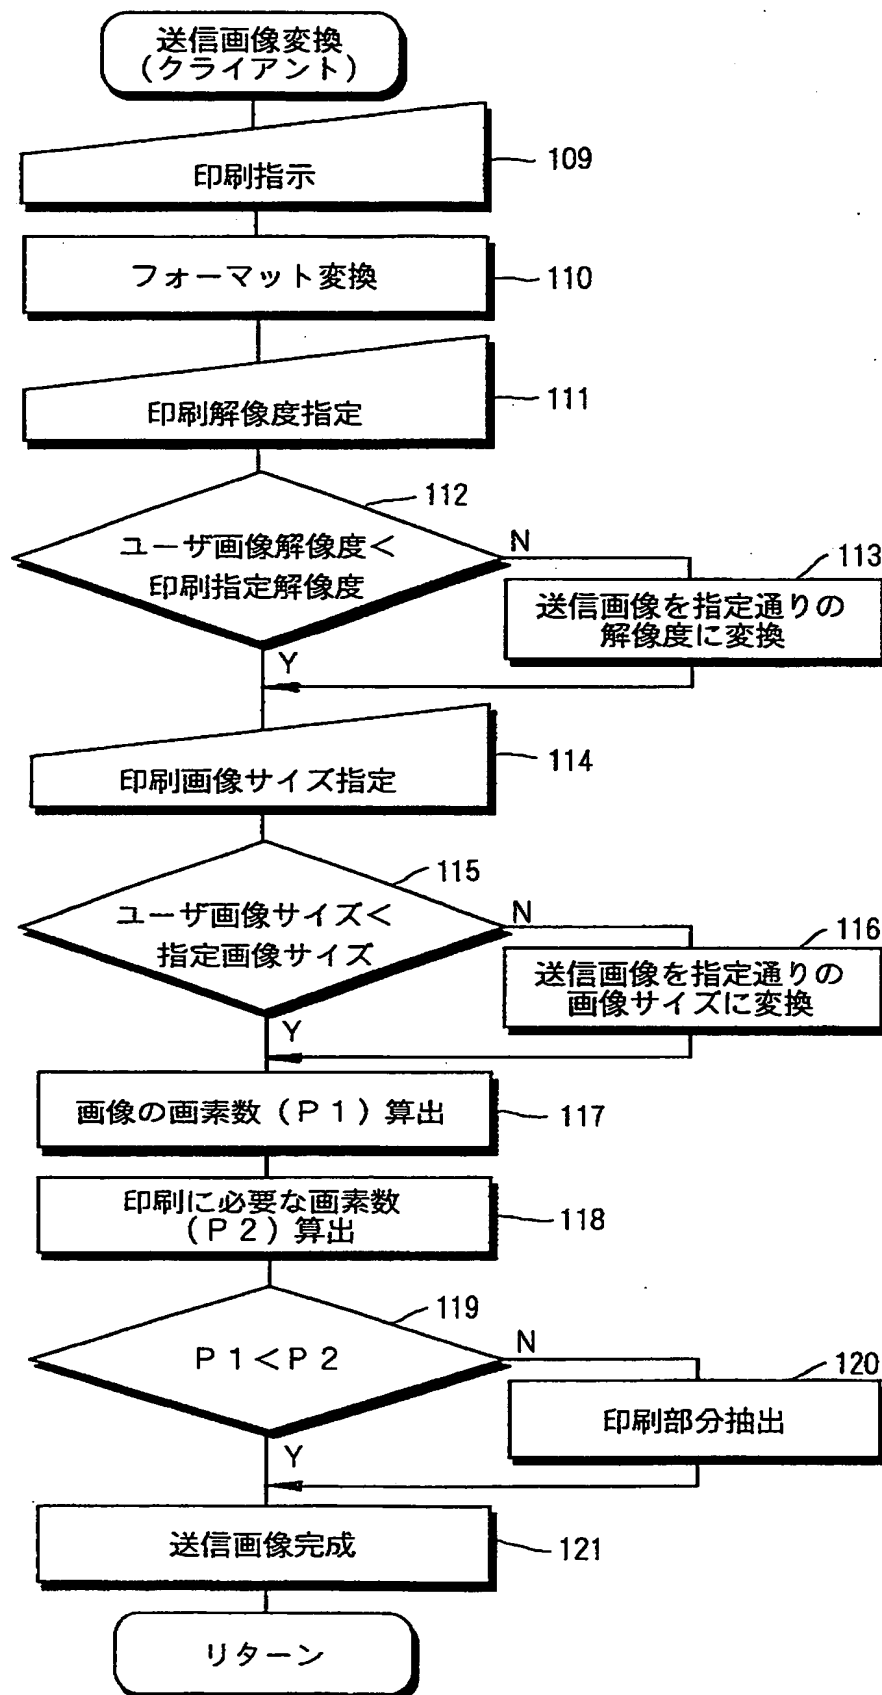 送信画像変換
(クライアント)
印刷指示
109
フォーマット変換
110
印刷解像度指定
111
112
ユーザ画像解像度<
印刷指定解像度
N
Y
113
送信画像を指定通りの
解像度に変換
印刷画像サイズ指定
114
115
ユーザ画像サイズ<
指定画像サイズ
N
Y
116
送信画像を指定通りの
画像サイズに変換
画像の画素数(P1)算出
117
印刷に必要な画素数
(P2)算出
118
119
P1<P2
N
Y
120
印刷部分抽出
送信画像完成
121
リターン